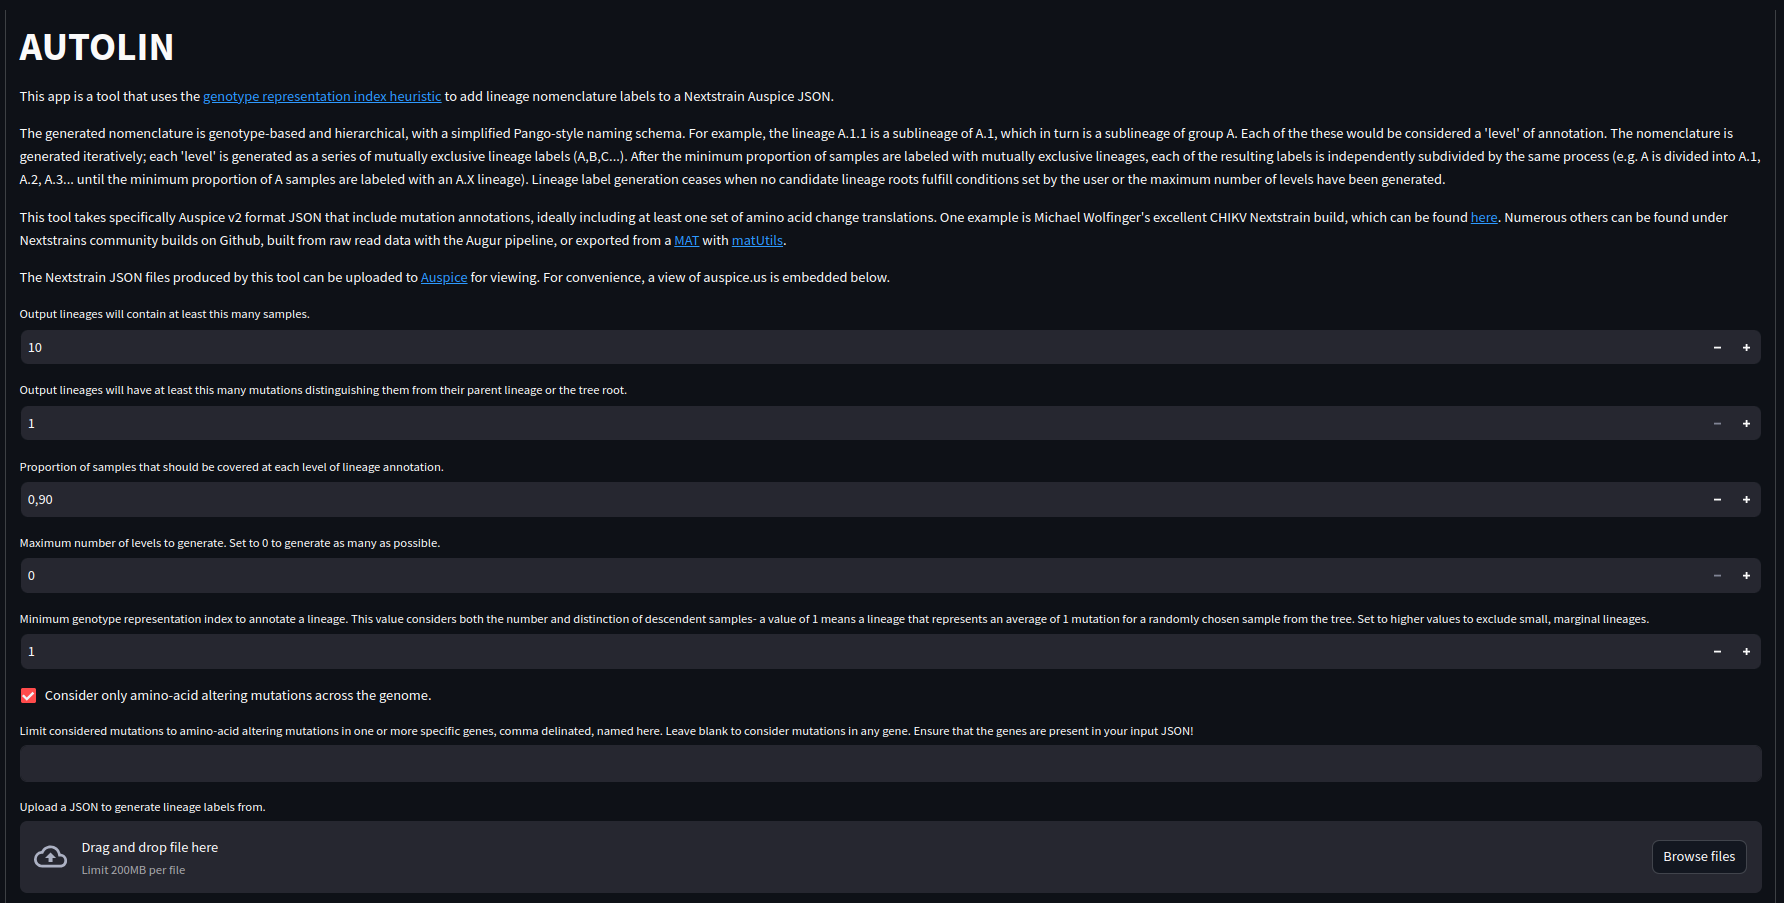 AUTOLIN
This app is a tool that uses the genotype representation index heuristic to add lineage nomenclature labels to a Nextstrain Auspice JSON.
The generated nomenclature is genotype-based and hierarchical, with a simplified Pango-style naming schema. For example, the lineage A.1.1 is a sublineage of A.1, which in turn is a sublineage of group A. Each of the these would be considered a 'level' of annotation. The nomenclature is
generated iteratively; each 'level' is generated as a series of mutually exclusive lineage labels (A,B,C...). After the minimum proportion of samples are labeled with mutually exclusive lineages, each of the resulting labels is independently subdivided by the same process (e.g. A is divided into A.1,
A.2, A.3... until the minimum proportion of A samples are labeled with an A.X lineage). Lineage label generation ceases when no candidate lineage roots fulfill conditions set by the user or the maximum number of levels have been generated.
This tool takes specifically Auspice v2 format JSON that include mutation annotations, ideally including at least one set of amino acid change translations. One example is Michael Wolfinger's excellent CHIKV Nextstrain build, which can be found here. Numerous others can be found under
Nextstrains community builds on Github, built from raw read data with the Augur pipeline, or exported from a MAT with matUtils.
The Nextstrain JSON files produced by this tool can be uploaded to Auspice for viewing. For convenience, a view of auspice.us is embedded below.
Output lineages will contain at least this many samples.
10
Output lineages will have at least this many mutations distinguishing them from their parent lineage or the tree root.
1
Proportion of samples that should be covered at each level of lineage annotation.
0,90
Maximum number of levels to generate. Set to 0 to generate as many as possible.
0
Minimum genotype representation index to annotate a lineage. This value considers both the number and distinction of descendent samples- a value of 1 means a lineage that represents an average of 1 mutation for a randomly chosen sample from the tree. Set to higher values to exclude small, marginal lineages.
1
Consider only amino-acid altering mutations across the genome.
Limit considered mutations to amino-acid altering mutations in one or more specific genes, comma delinated, named here. Leave blank to consider mutations in any gene. Ensure that the genes are present in your input JSON!
Upload a JSON to generate lineage labels from.
Drag and drop file here
Limit 200MB per file
Browse files